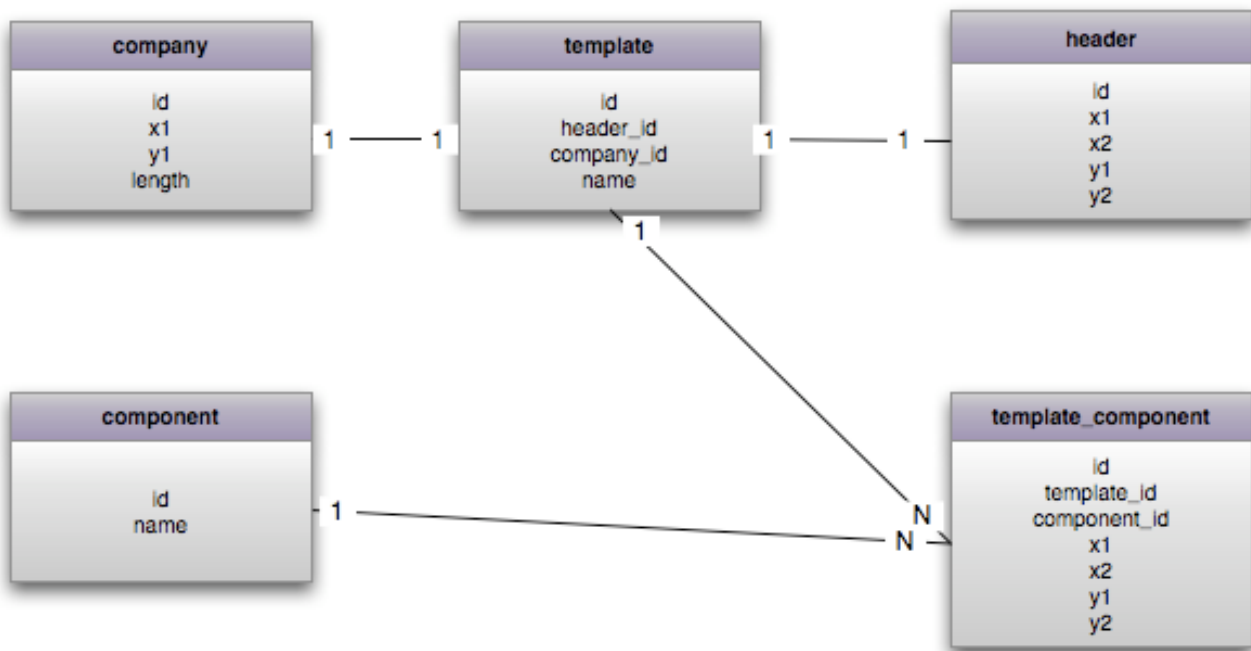 company
id
x1
y1
length
1
1
template
id
header_id
company_id
name
1
1
header
id
x1
x2
y1
y2
1
component
id
name
1
N
N
template_component
id
template_id
component_id
x1
x2
y1
y2